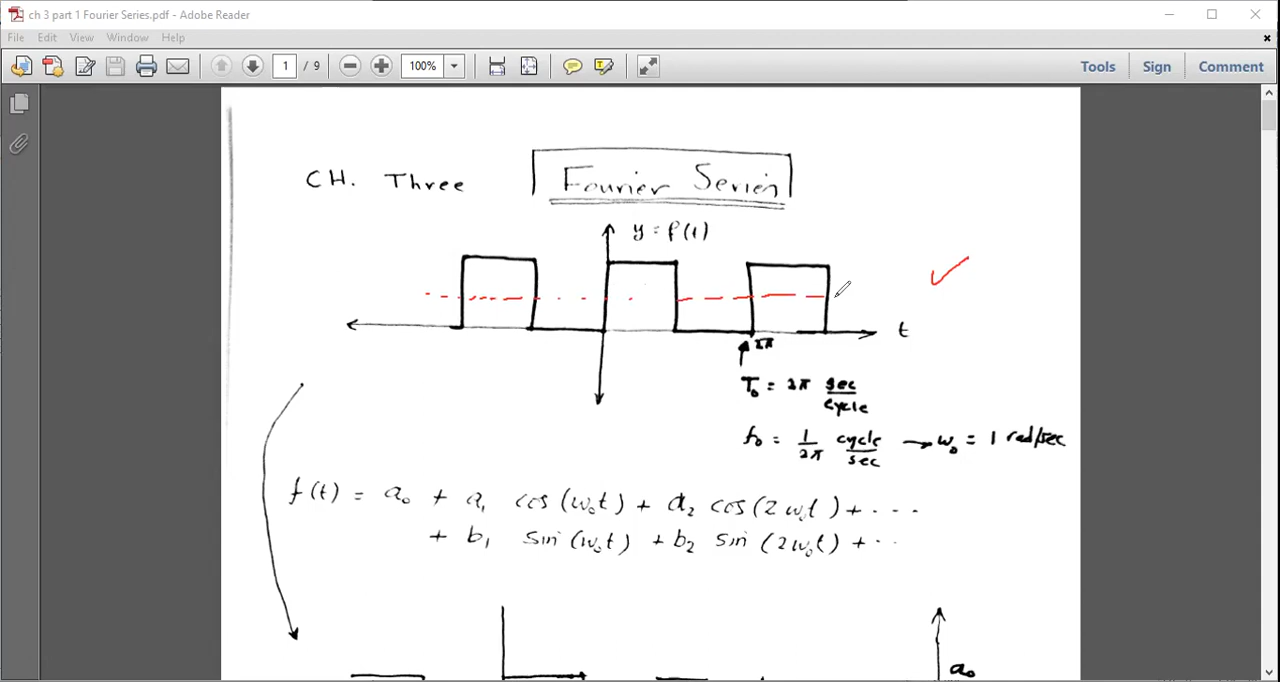 ch 3 part 1 Fourier Series.pdf - Adobe Reader
File Edit View Window Help
1 / 9 100% Tools Sign Comment
CH. Three Fourier Series
y = f(t)
t
2π
T₀ = 2π sec/cycle
f₀ = 1/2π cycle/sec → ω₀ = 1 rad/sec
f(t) = a₀ + a₁ cos(ω₀t) + a₂ cos(2ω₀t) + ...
+ b₁ sin(ω₀t) + b₂ sin(2ω₀t) + ..
a₀